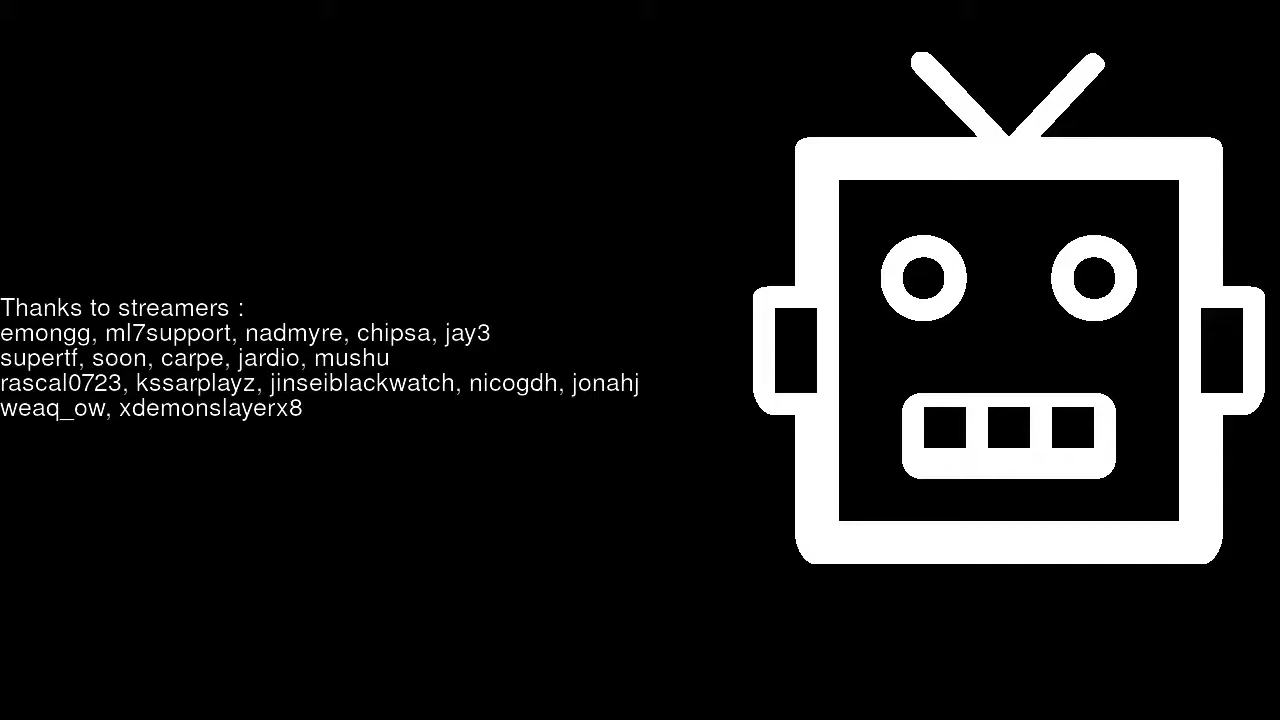 Thanks to streamers :
emongg, ml7support, nadmyre, chipsa, jay3
supertf, soon, carpe, jardio, mushu
rascal0723, kssarplayz, jinseiblackwatch, nicogdh, jonahj
weaq_ow, xdemonslayerx8